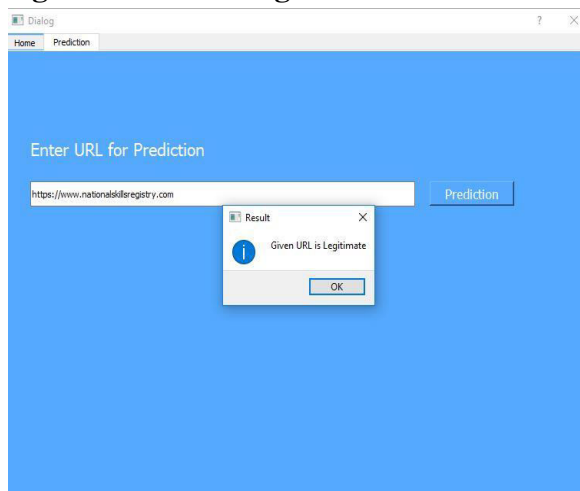 Dialog ?
Home Prediction
Enter URL for Prediction
https://www.nationalskillsregistry.com Prediction
Result
Given URL is Legitimate
OK